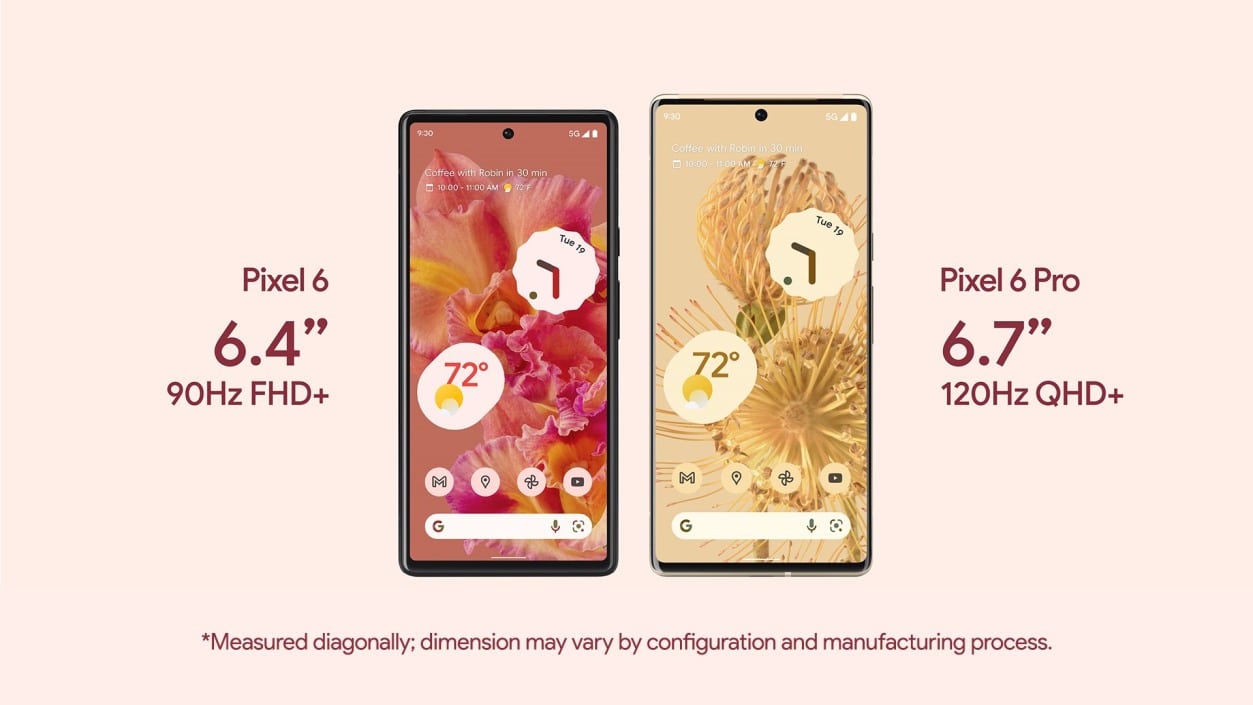 Pixel 6
6.4”
90Hz FHD+
9:30
5G
Coffee with Robin in 30 min
10:00 - 11:00 AM 72°F
Tue 19
72°
G
9:30
5G
Coffee with Robin in 30 min
10:00 - 11:00 AM 72°F
Tue 19
72°
G
Pixel 6 Pro
6.7”
120Hz QHD+
*Measured diagonally; dimension may vary by configuration and manufacturing process.